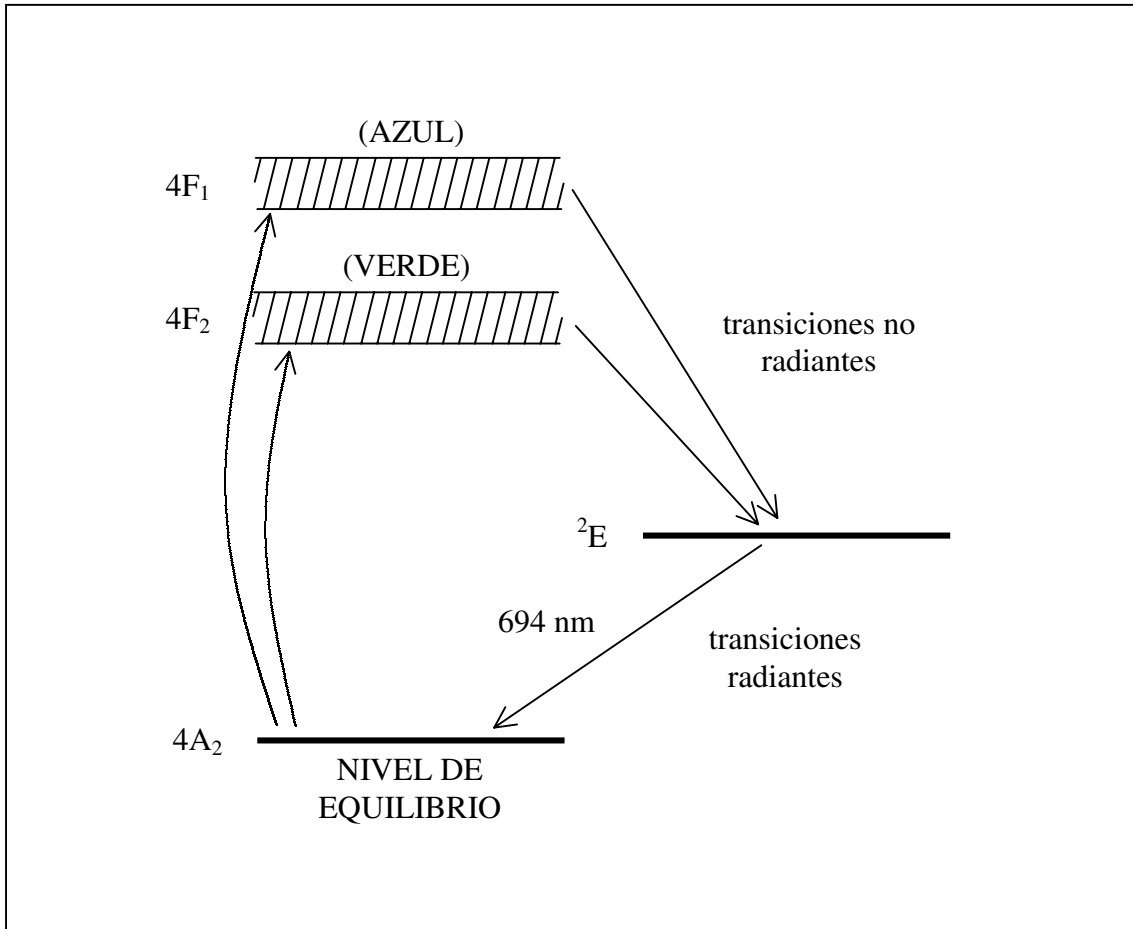 (AZUL)
4F₁
(VERDE)
4F₂
transiciones no
radiantes
²E
694 nm
transiciones
radiantes
4A₂
NIVEL DE
EQUILIBRIO